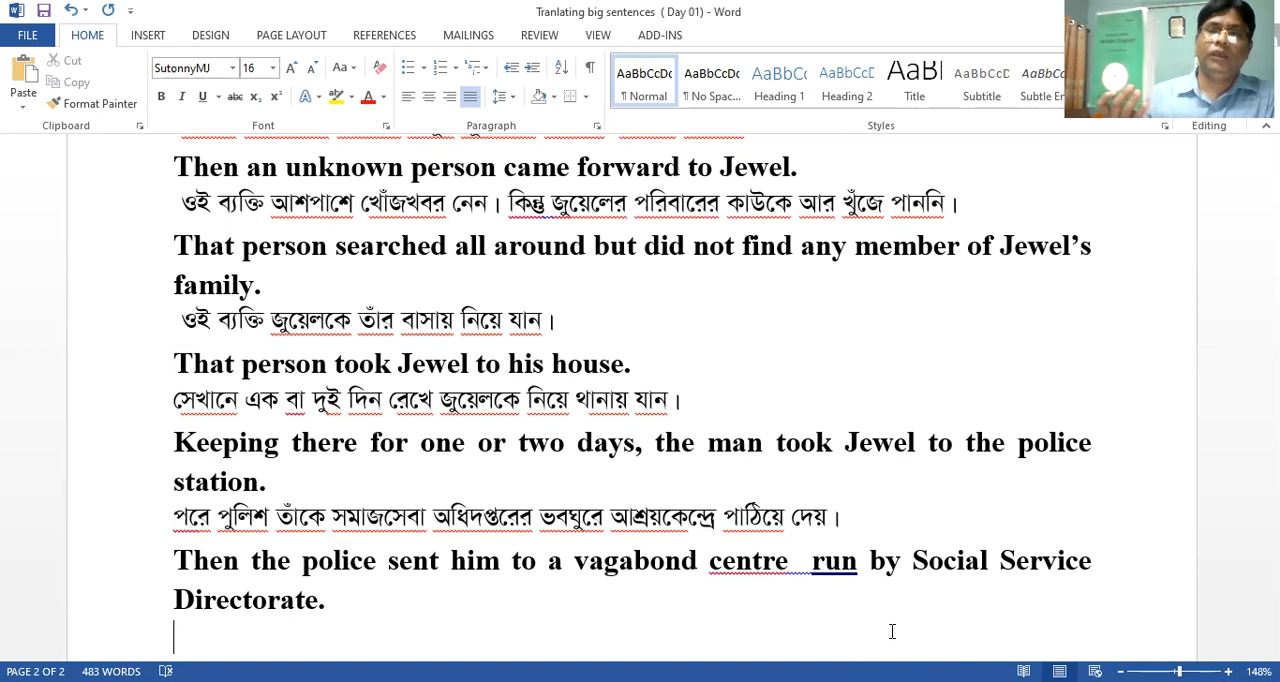 Tranlating big sentences ( Day 01) - Word
FILE HOME INSERT DESIGN PAGE LAYOUT REFERENCES MAILINGS REVIEW VIEW ADD-INS
Cut
Copy
Format Painter
Paste
SutonnyMJ 16
AaBbCcDc AaBbCcDc AaBbCc AaBbCcC AaBl AaBbCcD AaBbCcDc
¶ Normal ¶ No Spac... Heading 1 Heading 2 Title Subtitle Subtle Em
Clipboard Font Paragraph Styles Editing
Then an unknown person came forward to Jewel.
ওই ব্যক্তি আশপাশে খোঁজখবর নেন। কিন্তু জুয়েলের পরিবারের কাউকে আর খুঁজে পাননি।
That person searched all around but did not find any member of Jewel’s
family.
ওই ব্যক্তি জুয়েলকে তাঁর বাসায় নিয়ে যান।
That person took Jewel to his house.
সেখানে এক বা দুই দিন রেখে জুয়েলকে নিয়ে থানায় যান।
Keeping there for one or two days, the man took Jewel to the police
station.
পরে পুলিশ তাঁকে সমাজসেবা অধিদপ্তরের ভবঘুরে আশ্রয়কেন্দ্রে পাঠিয়ে দেয়।
Then the police sent him to a vagabond centre run by Social Service
Directorate.
PAGE 2 OF 2 483 WORDS 148%